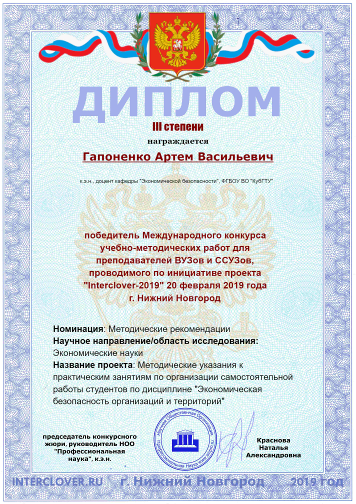 ДИПЛОМ
III степени
награждается
Гапоненко Артем Васильевич
к.э.н., доцент кафедры "Экономической безопасности", ФГБОУ ВО "КубГТУ"
победитель Международного конкурса
учебно-методических работ для
преподавателей ВУЗов и ССУЗов,
проводимого по инициативе проекта
"Interclover-2019" 20 февраля 2019 года
г. Нижний Новгород
Номинация: Методические рекомендации
Научное направление/область исследования:
Экономические науки
Название проекта: Методические указания к
практическим занятиям по организации самостоятельной
работы студентов по дисциплине "Экономическая
безопасность организаций и территорий"
председатель конкурсного
жюри, руководитель НОО
"Профессиональная
наука", к.э.н.
Краснова
Наталья
Александровна
INTERCLOVER.RU г. Нижний Новгород 2019 год